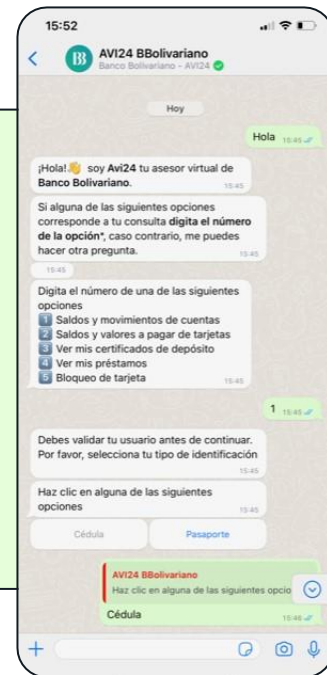 15:52
BB
AVI24 BBolivariano
Banco Bolivariano - AVI24
Hoy
Hola 15:45
¡Hola!👋 soy Avi24 tu
asesor virtual de
Banco Bolivariano.
15:45
Si alguna de las siguientes opciones
corresponde a tu consulta digita el número
de la opción*, caso contrario, me puedes
hacer otra pregunta.
15:45
15:45
Digita el número de una de las siguientes
opciones
1 Saldos y movimientos de cuentas
2 Saldos y valores a pagar de tarjetas
3 Ver mis certificados de depósito
4 Ver mis préstamos
5 Bloqueo de tarjeta
15:45
1 15:45
Debes validar tu usuario antes de continuar.
Por favor, selecciona tu tipo de identificación
15:45
Haz clic en alguna de las siguientes
opciones
15:45
Cédula Pasaporte
AVI24 BBolivariano
Haz clic en alguna de las siguientes opcio
Cédula 15:46